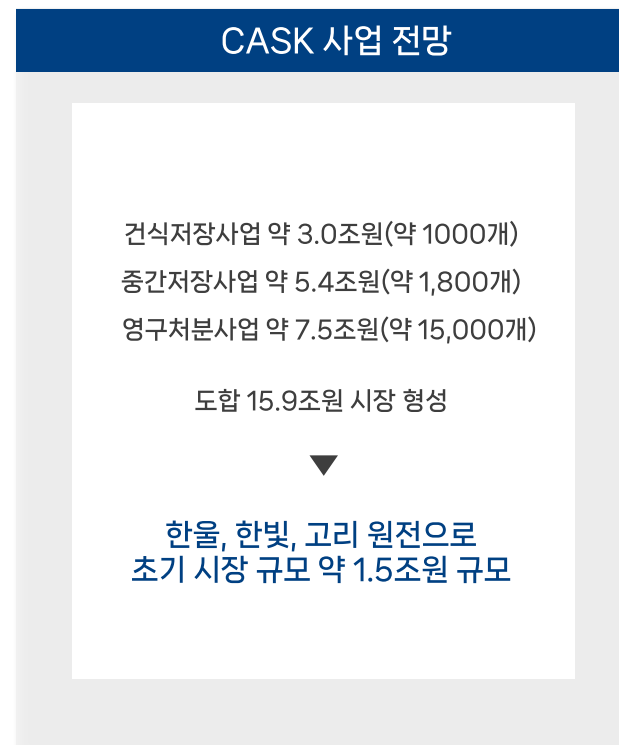 CASK 사업 전망
건식저장사업 약 3.0조원(약 1000개)
중간저장사업 약 5.4조원(약 1,800개)
영구처분사업 약 7.5조원(약 15,000개)
도합 15.9조원 시장 형성
한울, 한빛, 고리 원전으로
초기 시장 규모 약 1.5조원 규모